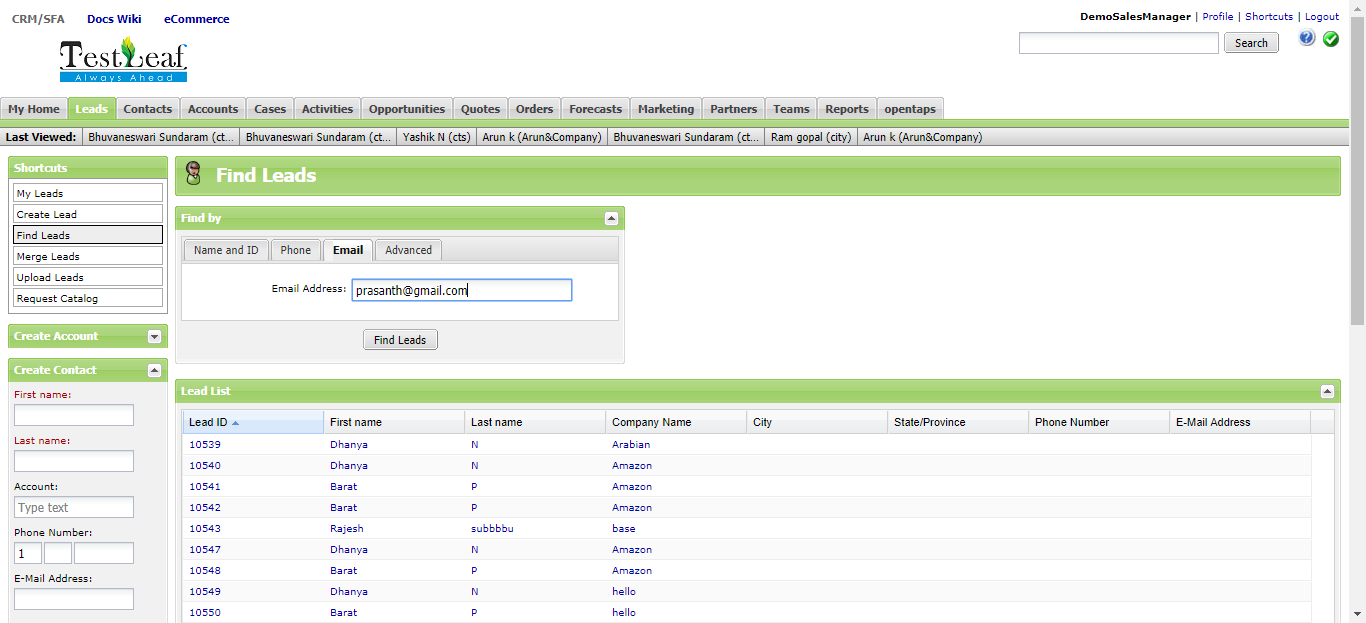 CRM/SFA Docs Wiki eCommerce
DemoSalesManager | Profile | Shortcuts | Logout
TestLeaf
Always Ahead
Search
?
My Home Leads Contacts Accounts Cases Activities Opportunities Quotes Orders Forecasts Marketing Partners Teams Reports opentaps
Last Viewed: Bhuvaneswari Sundaram (ct... Bhuvaneswari Sundaram (ct... Yashik N (cts) Arun k (Arun&Company) Bhuvaneswari Sundaram (ct... Ram gopal (city) Arun k (Arun&Company)
Shortcuts
My Leads
Create Lead
Find Leads
Merge Leads
Upload Leads
Request Catalog
Create Account
Create Contact
First name:
Last name:
Account:
Type text
Phone Number:
1
E-Mail Address:
Find Leads
Find by
Name and ID Phone Email Advanced
Email Address: prasanth@gmail.com
Find Leads
Lead List
Lead ID First name Last name Company Name City State/Province Phone Number E-Mail Address
10539 Dhanya N Arabian
10540 Dhanya N Amazon
10541 Barat P Amazon
10542 Barat P Amazon
10543 Rajesh subbbbu base
10547 Dhanya N Amazon
10548 Barat P Amazon
10549 Dhanya N hello
10550 Barat P hello